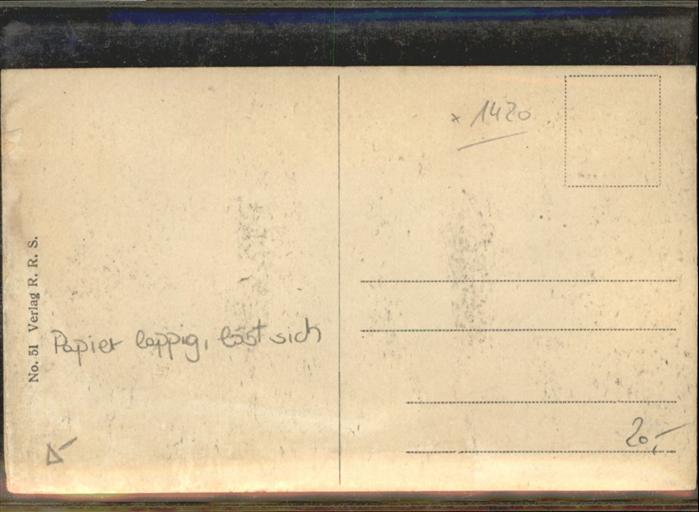 × 1420
No. 51 Verlag R. R. S.
Papier lappig, löst sich
20,-